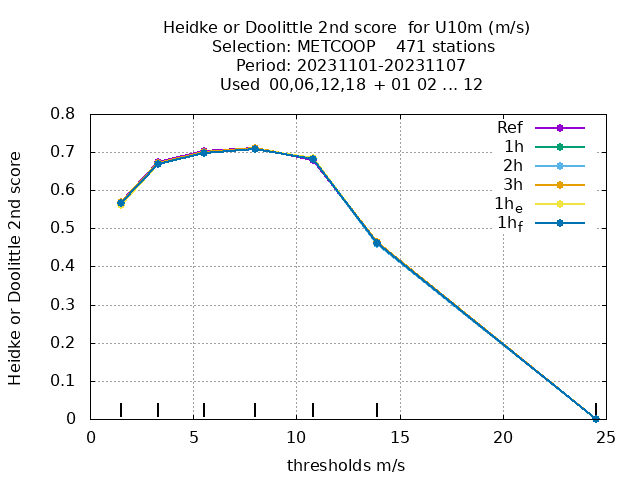 Heidke or Doolittle 2nd score  for U10m (m/s)
Selection: METCOOP    471 stations
Period: 20231101-20231107
Used  00,06,12,18  + 01 02 ... 12
Heidke or Doolittle 2nd score
0.8
0.7
0.6
0.5
0.4
0.3
0.2
0.1
0
Ref
1h
2h
3h
1h_e
1h_f
0 5 10 15 20 25
thresholds m/s